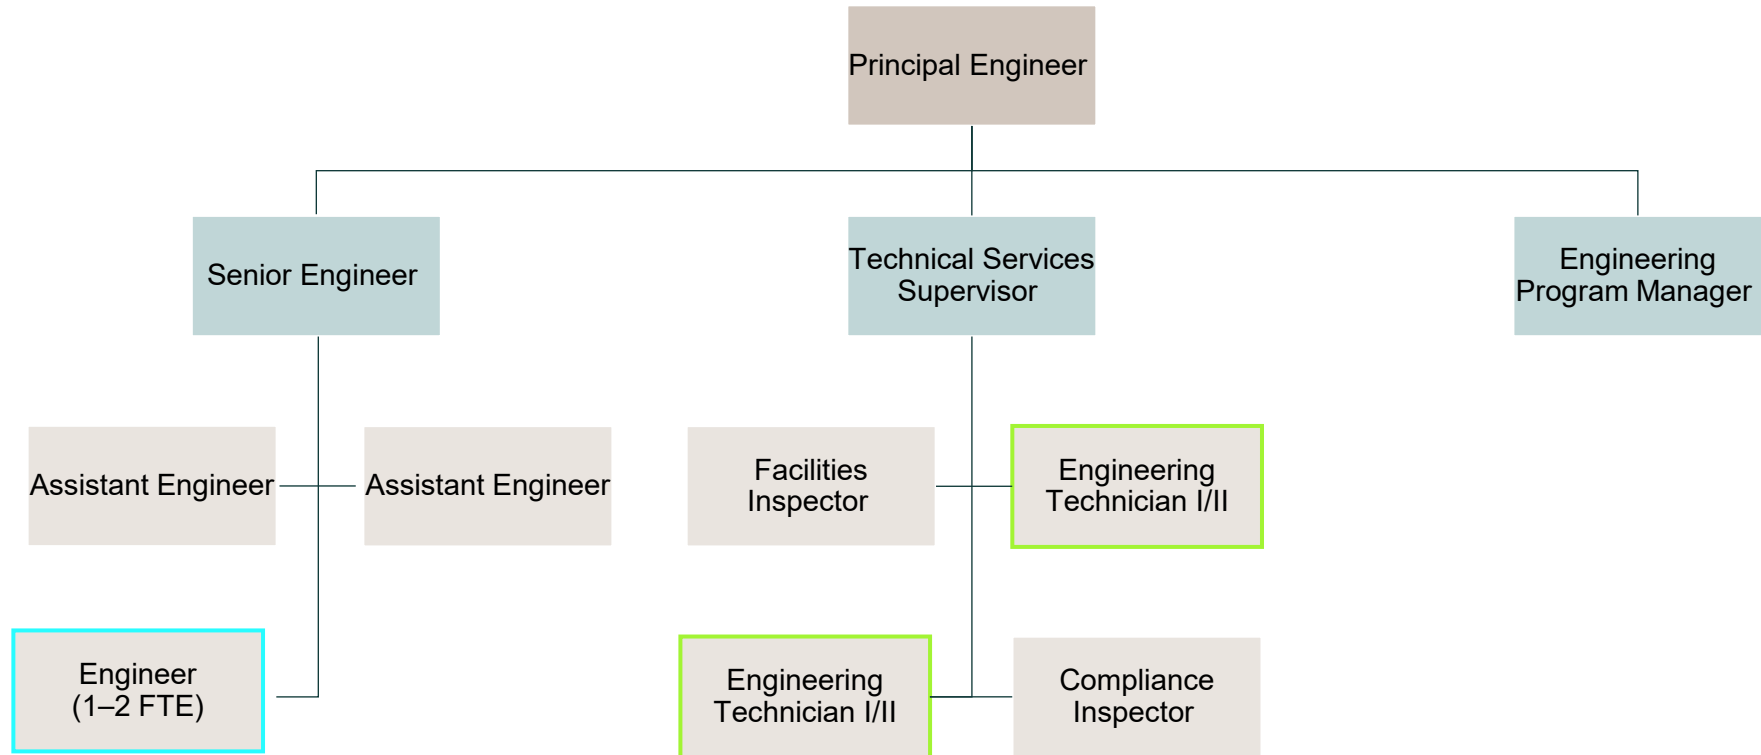 Principal Engineer
Senior Engineer
Technical Services
Supervisor
Engineering
Program Manager
Assistant Engineer
Assistant Engineer
Facilities
Inspector
Engineering
Technician I/II
Engineer
(1–2 FTE)
Engineering
Technician I/II
Compliance
Inspector